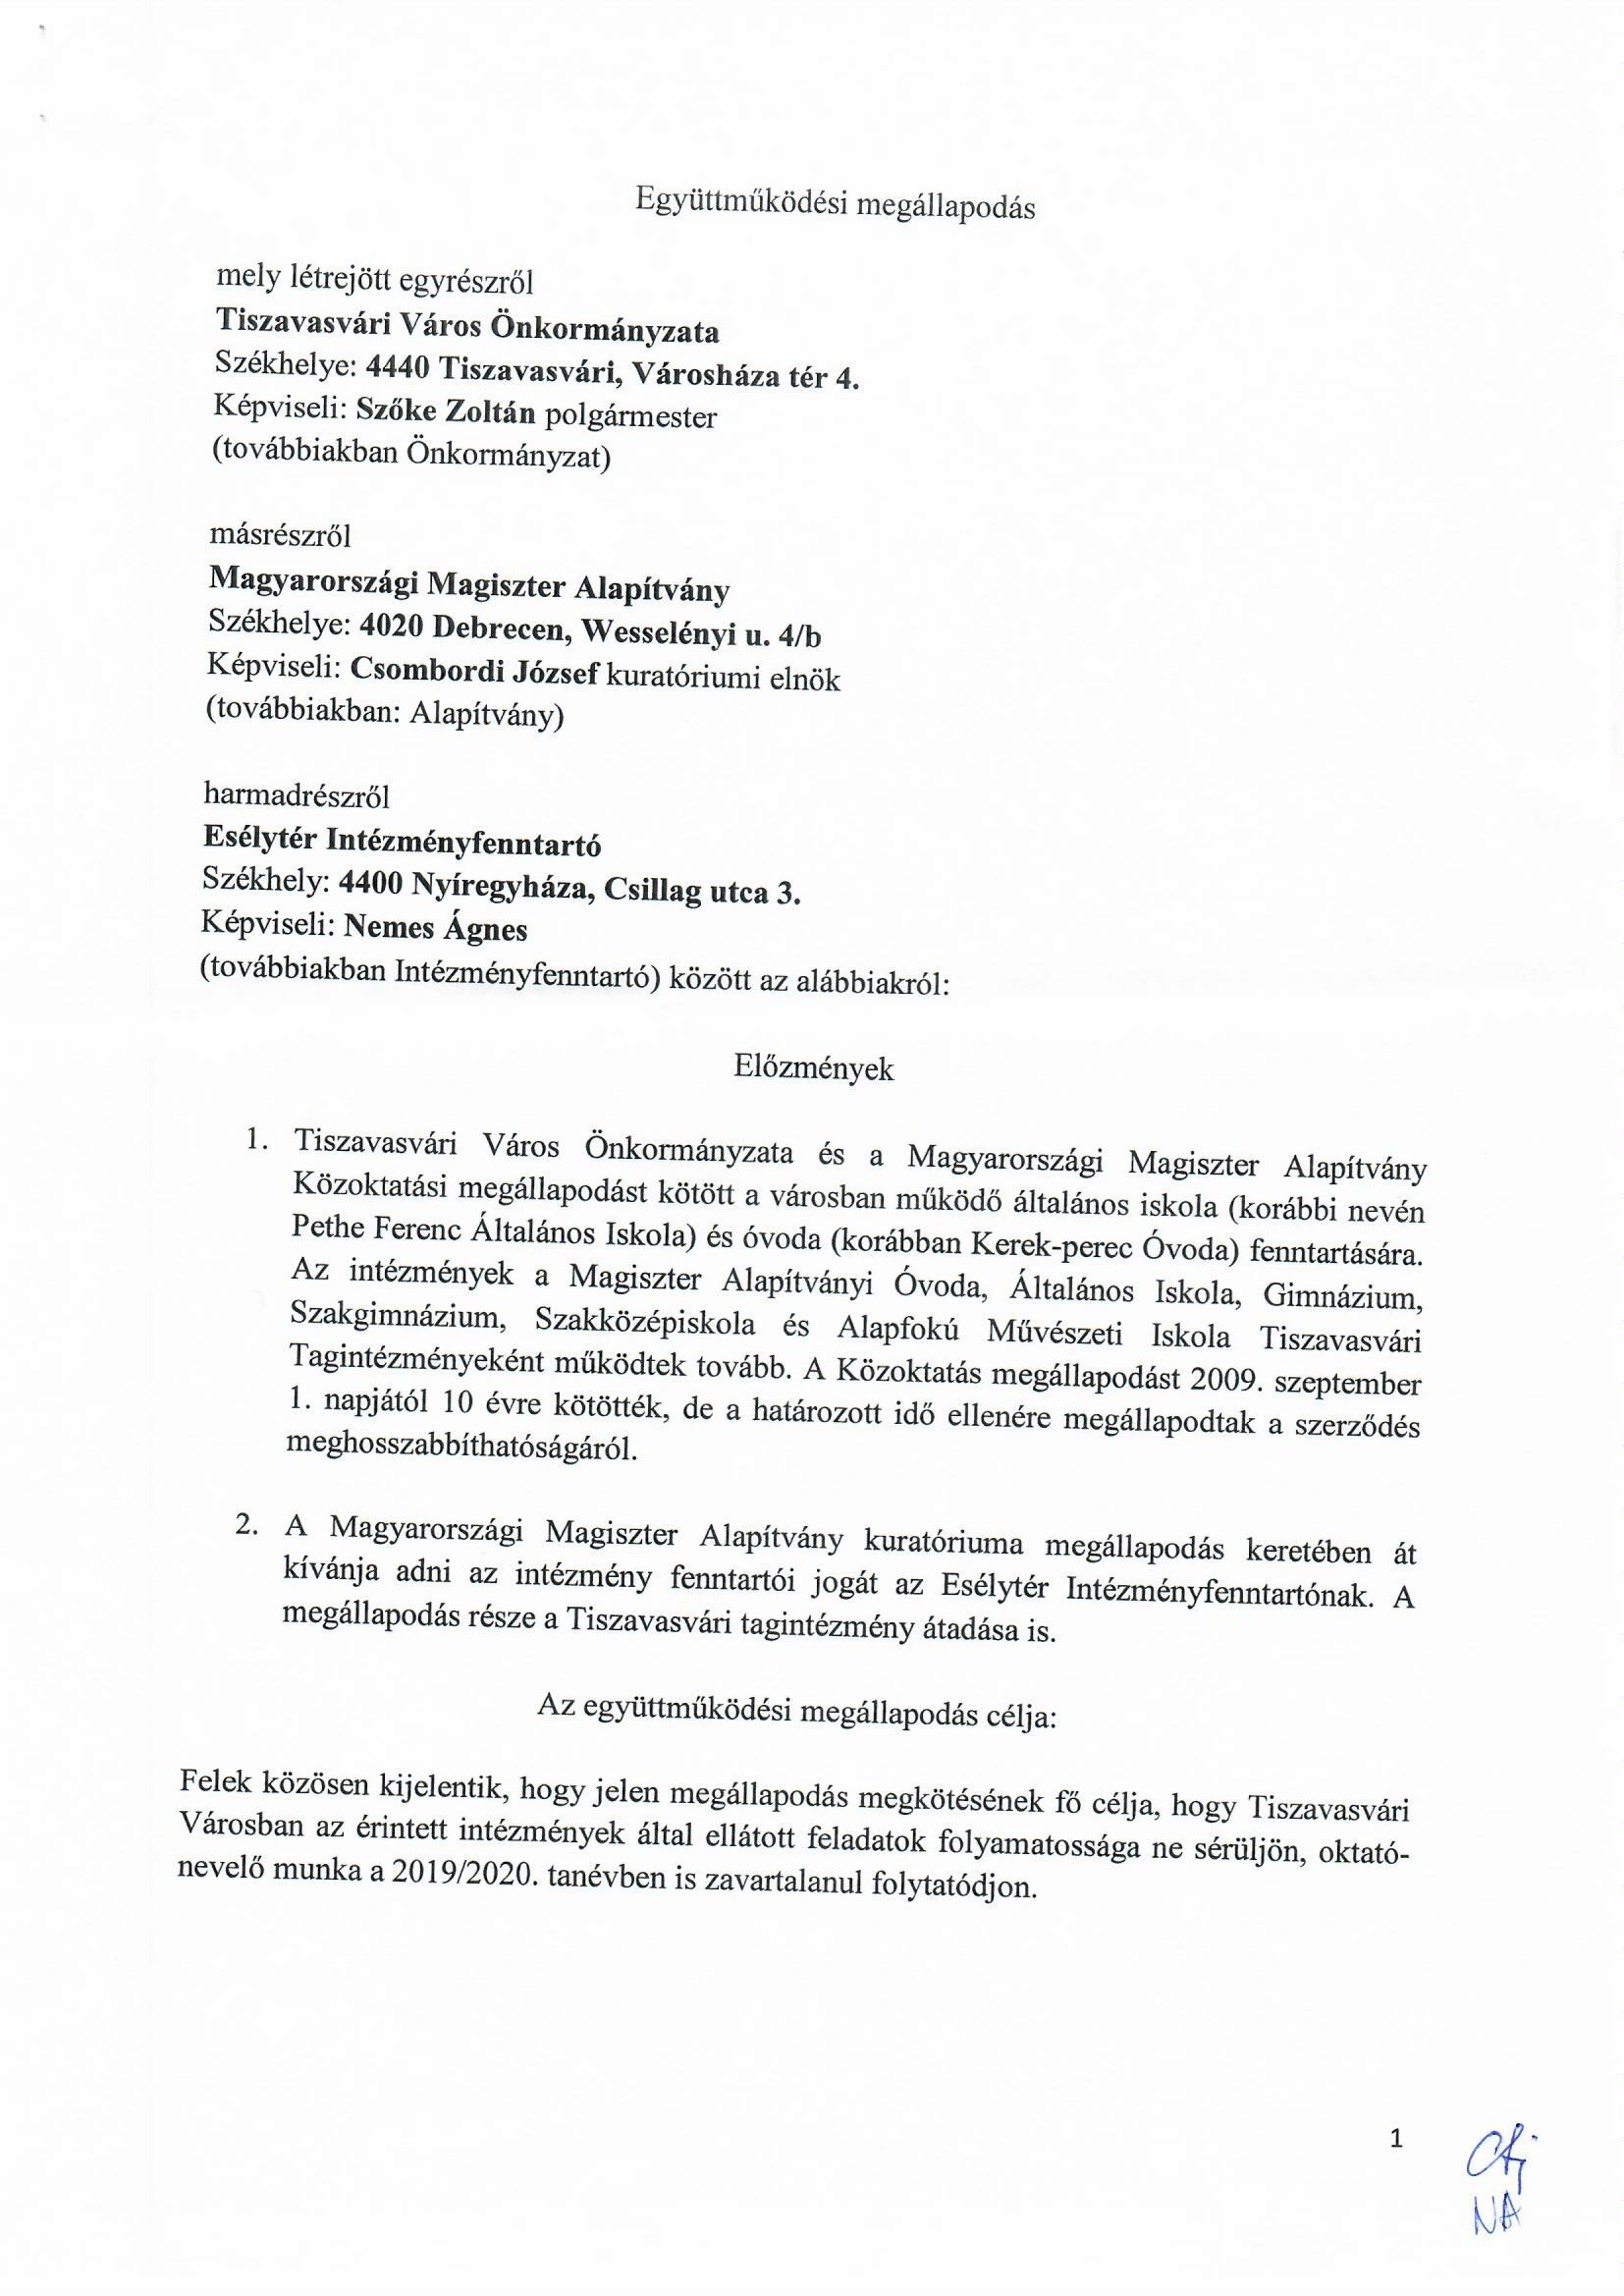 Együttműködési megállapodás
mely létrejött egyrészről
Tiszavasvári Város Önkormányzata
Székhelye: 4440 Tiszavasvári, Városháza tér 4.
Képviseli: Szőke Zoltán polgármester
(továbbiakban Önkormányzat)
másrészről
Magyarországi Magiszter Alapítvány
Székhelye: 4020 Debrecen, Wesselényi u. 4/b
Képviseli: Csombordi József kuratóriumi elnök
(továbbiakban: Alapítvány)
harmadrészről
Esélytér Intézményfenntartó
Székhely: 4400 Nyíregyháza, Csillag utca 3.
Képviseli: Nemes Ágnes
(továbbiakban Intézményfenntartó) között az alábbiakról:
Előzmények
1. Tiszavasvári Város Önkormányzata és a Magyarországi Magiszter Alapítvány
Közoktatási megállapodást kötött a városban működő általános iskola (korábbi nevén
Pethe Ferenc Általános Iskola) és óvoda (korábban Kerek-perec Óvoda) fenntartására.
Az intézmények a Magiszter Alapítványi Óvoda, Általános Iskola, Gimnázium,
Szakgimnázium, Szakközépiskola és Alapfokú Művészeti Iskola Tiszavasvári
Tagintézményeként működtek tovább. A Közoktatás megállapodást 2009. szeptember
1. napjától 10 évre kötötték, de a határozott idő ellenére megállapodtak a szerződés
meghosszabbíthatóságáról.
2. A Magyarországi Magiszter Alapítvány kuratóriuma megállapodás keretében át
kívánja adni az intézmény fenntartói jogát az Esélytér Intézményfenntartónak. A
megállapodás része a Tiszavasvári tagintézmény átadása is.
Az együttműködési megállapodás célja:
Felek közösen kijelentik, hogy jelen megállapodás megkötésének fő célja, hogy Tiszavasvári
Városban az érintett intézmények által ellátott feladatok folyamatossága ne sérüljön, oktató-
nevelő munka a 2019/2020. tanévben is zavartalanul folytatódjon.
1
NA